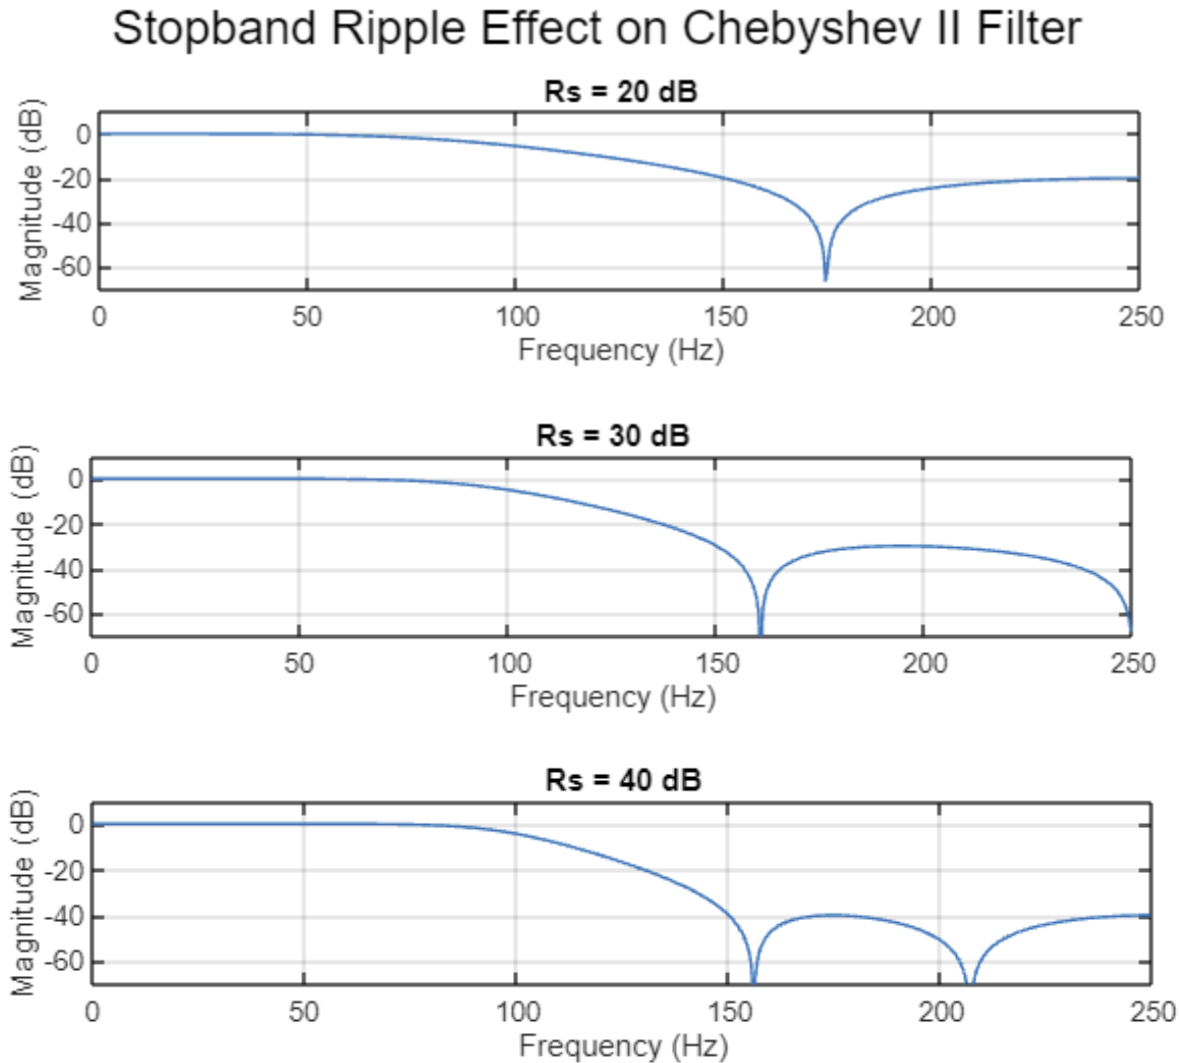 Stopband Ripple Effect on Chebyshev II Filter
Rs = 20 dB
Magnitude (dB)
0
-20
-40
-60
0 50 100 150 200 250
Frequency (Hz)
Rs = 30 dB
Magnitude (dB)
0
-20
-40
-60
0 50 100 150 200 250
Frequency (Hz)
Rs = 40 dB
Magnitude (dB)
0
-20
-40
-60
0 50 100 150 200 250
Frequency (Hz)